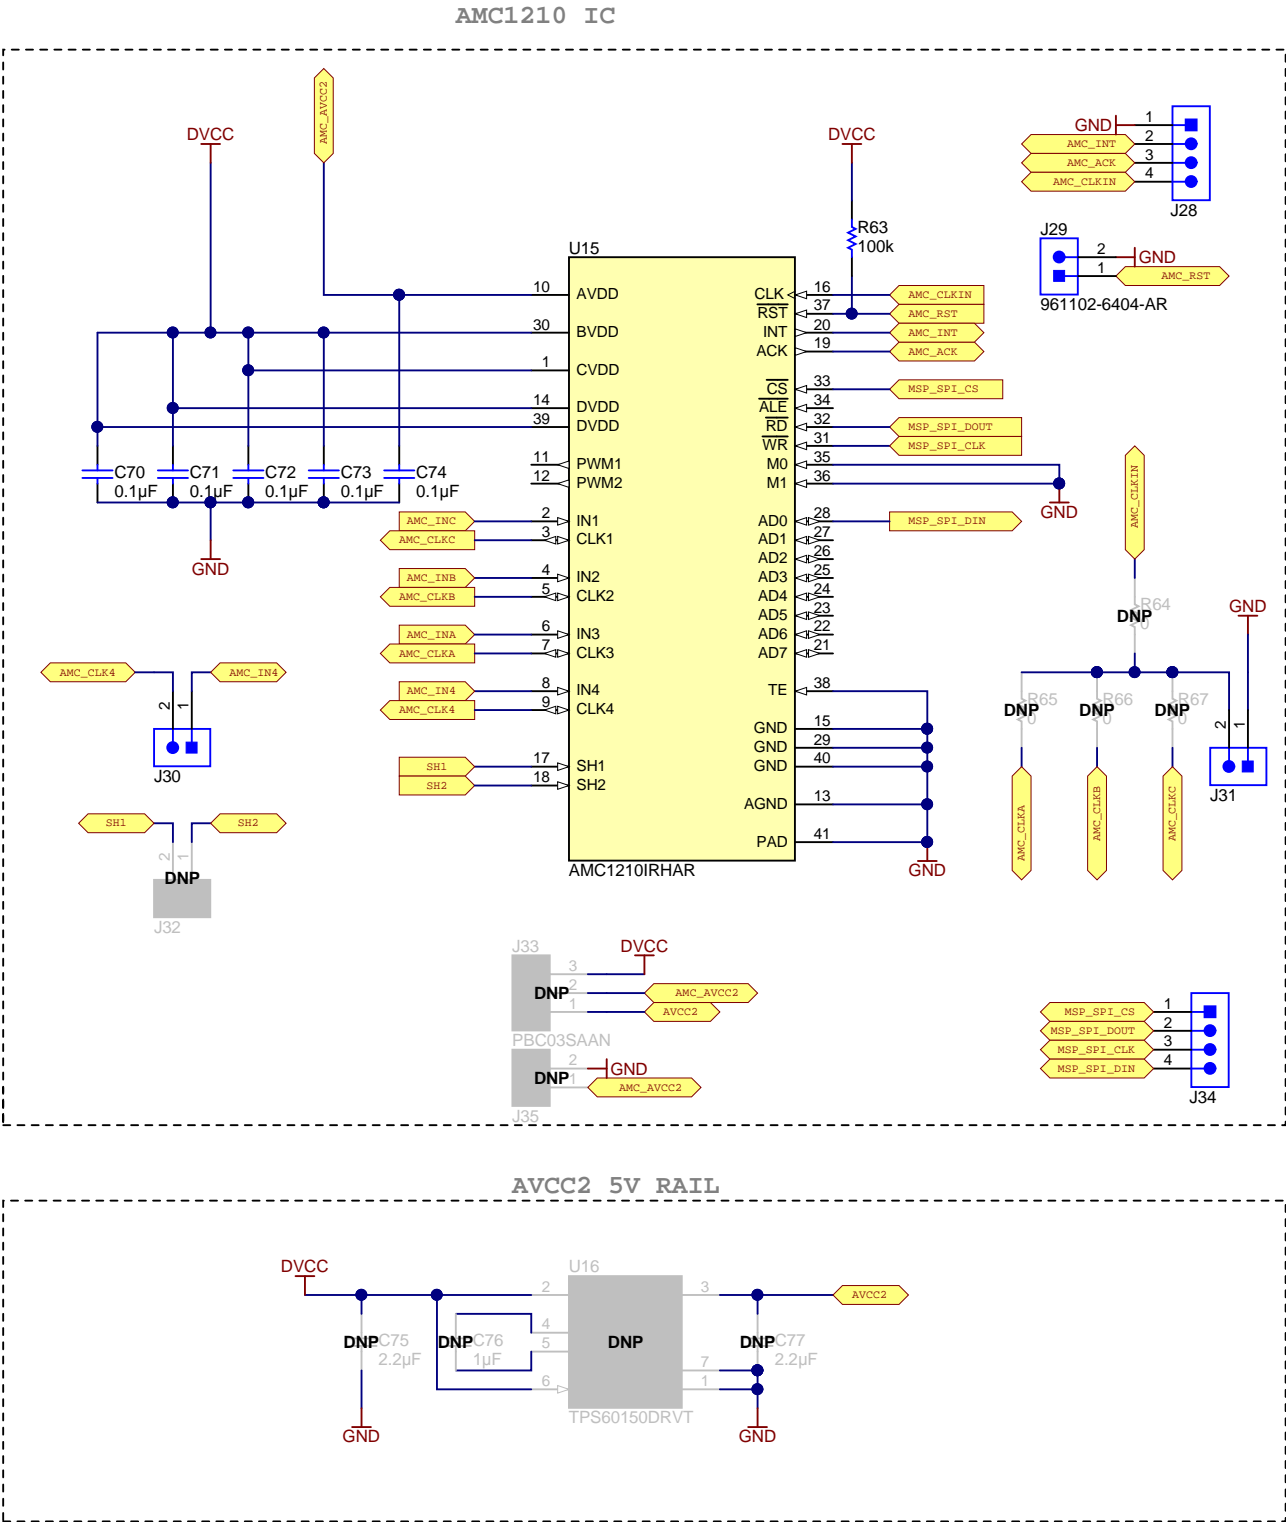 AMC1210 IC
AMC_AVCC2
DVCC
DVCC
GND 1
AMC_INT 2
AMC_ACK 3
AMC_CLKIN 4
J28
R63
100k
J29
2 GND
1 AMC_RST
961102-6404-AR
U15
10 AVDD
30 BVDD
1 CVDD
14 DVDD
39 DVDD
11 PWM1
12 PWM2
AMC_INC 2 IN1
AMC_CLKC 3 CLK1
AMC_INB 4 IN2
AMC_CLKB 5 CLK2
AMC_INA 6 IN3
AMC_CLKA 7 CLK3
AMC_IN4 8 IN4
AMC_CLK4 9 CLK4
SH1 17 SH1
SH2 18 SH2
CLK 16 AMC_CLKIN
RST 37 AMC_RST
INT 20 AMC_INT
ACK 19 AMC_ACK
CS 33 MSP_SPI_CS
ALE 34
RD 32 MSP_SPI_DOUT
WR 31 MSP_SPI_CLK
M0 35
M1 36
GND
AD0 28 MSP_SPI_DIN
AD1 27
AD2 26
AD3 25
AD4 24
AD5 23
AD6 22
AD7 21
TE 38
GND 15
GND 29
GND 40
AGND 13
PAD 41
GND
AMC1210IRHAR
C70
0.1µF
C71
0.1µF
C72
0.1µF
C73
0.1µF
C74
0.1µF
GND
AMC_CLK4
AMC_IN4
2
1
J30
SH1
SH2
2
1
DNP
J32
AMC_CLKIN
R64
DNP
0
GND
R65
DNP
0
R66
DNP
0
R67
DNP
0
2
1
J31
AMC_CLKA
AMC_CLKB
AMC_CLKC
J33
DVCC
3
DNP 2 AMC_AVCC2
1 AVCC2
PBC03SAAN
2 GND
DNP 1 AMC_AVCC2
J35
MSP_SPI_CS 1
MSP_SPI_DOUT 2
MSP_SPI_CLK 3
MSP_SPI_DIN 4
J34
AVCC2 5V RAIL
DVCC
U16
2
4
5
6
3
7
1
AVCC2
DNP C75
2.2µF
DNP C76
1µF
DNP
DNP C77
2.2µF
TPS60150DRVT
GND
GND